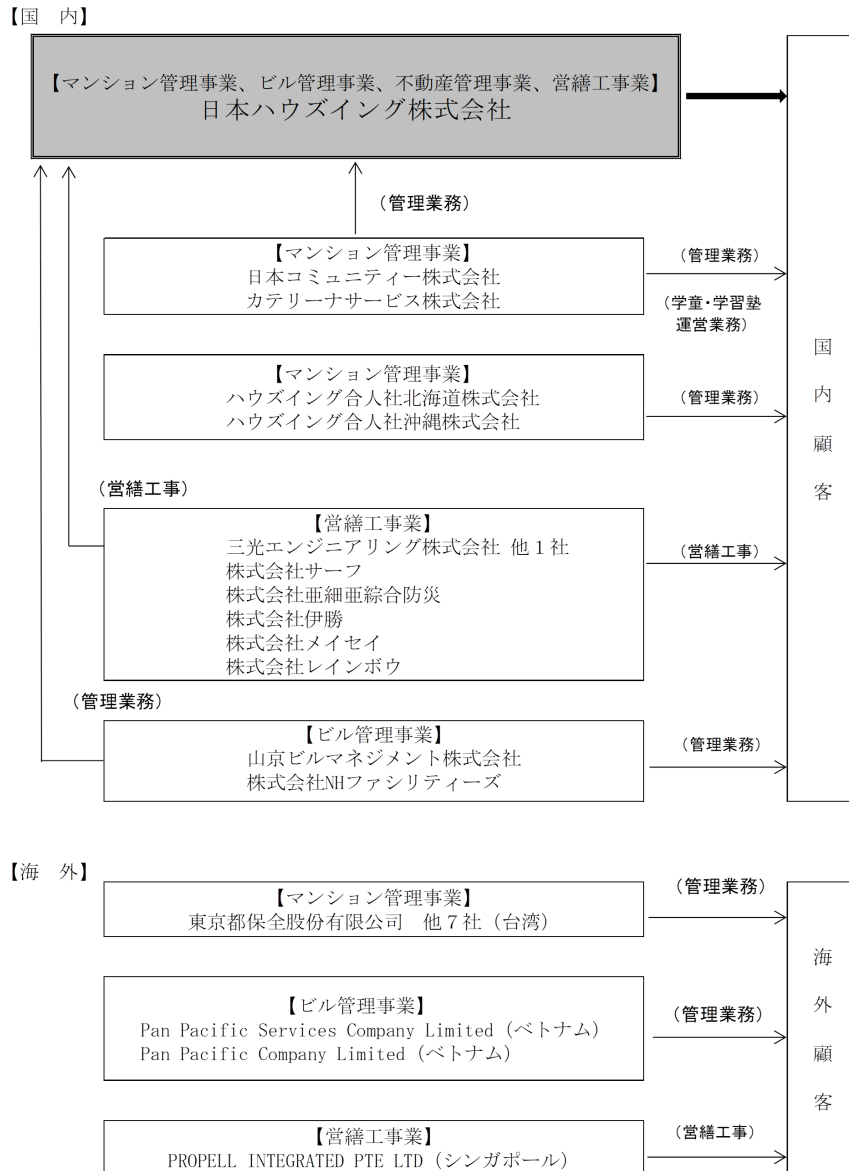 【国　内】
【マンション管理事業、ビル管理事業、不動産管理事業、営繕工事業】
日本ハウズイング株式会社
（管理業務）
【マンション管理事業】
日本コミュニティー株式会社
カテリーナサービス株式会社
（管理業務）
（学童・学習塾
運営業務）
【マンション管理事業】
ハウズイング合人社北海道株式会社
ハウズイング合人社沖縄株式会社
（管理業務）
（営繕工事）
【営繕工事業】
三光エンジニアリング株式会社 他１社
株式会社サーフ
株式会社亜細亜綜合防災
株式会社伊勝
株式会社メイセイ
株式会社レインボウ
（営繕工事）
（管理業務）
【ビル管理事業】
山京ビルマネジメント株式会社
株式会社NHファシリティーズ
（管理業務）
国内顧客
【海　外】
【マンション管理事業】
東京都保全股份有限公司　他７社（台湾）
（管理業務）
【ビル管理事業】
Pan Pacific Services Company Limited（ベトナム）
Pan Pacific Company Limited（ベトナム）
（管理業務）
【営繕工事業】
PROPELL INTEGRATED PTE LTD（シンガポール）
（営繕工事）
海外顧客